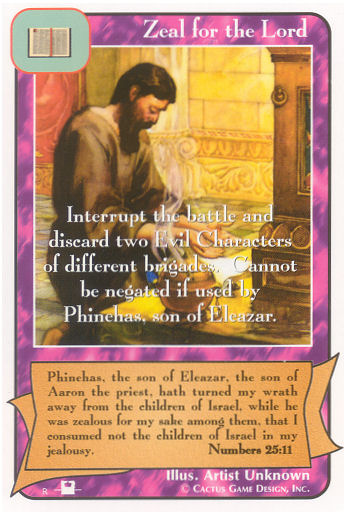 Zeal for the Lord
Interrupt the battle and
discard two Evil Characters
of different brigades. Cannot
be negated if used by
Phinehas, son of Eleazar.
Phinehas, the son of Eleazar, the son of
Aaron the priest, hath turned my wrath
away from the children of Israel, while he
was zealous for my sake among them, that I
consumed not the children of Israel in my
jealousy. Numbers 25:11
Illus. Artist Unknown
R © Cactus Game Design, Inc.